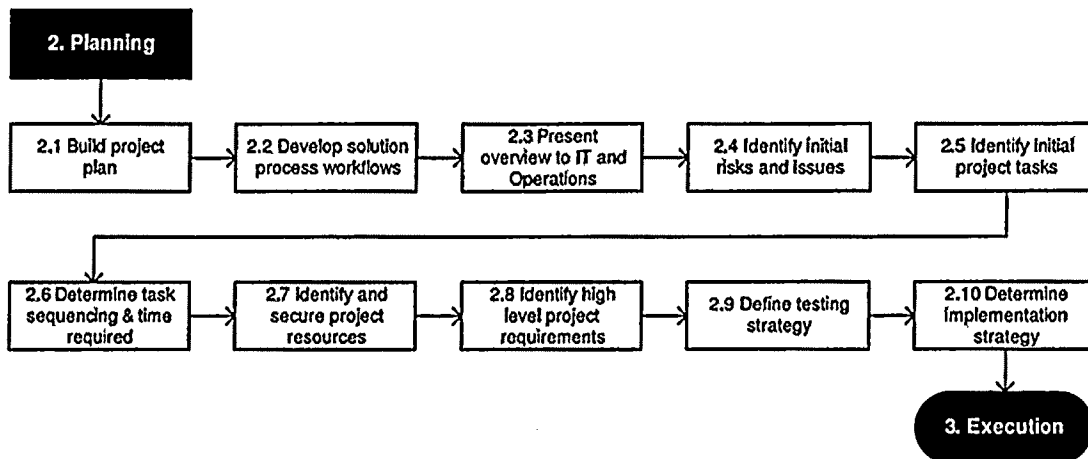 2. Planning
2.1 Build project
plan
2.2 Develop solution
process workflows
2.3 Present
overview to IT and
Operations
2.4 Identify initial
risks and issues
2.5 Identify initial
project tasks
2.6 Determine task
sequencing & time
required
2.7 Identify and
secure project
resources
2.8 Identify high
level project
requirements
2.9 Define testing
strategy
2.10 Determine
implementation
strategy
3. Execution